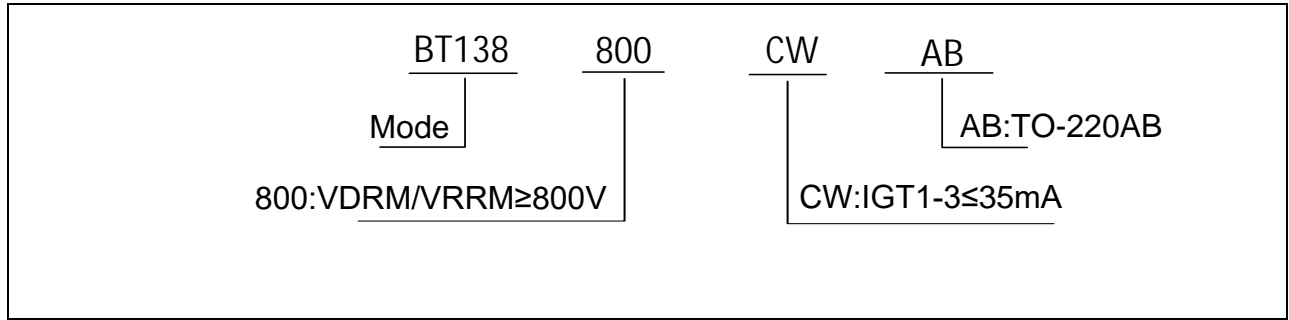 BT138 800 CW AB
Mode AB:TO-220AB
800:VDRM/VRRM≥800V CW:IGT1-3≤35mA